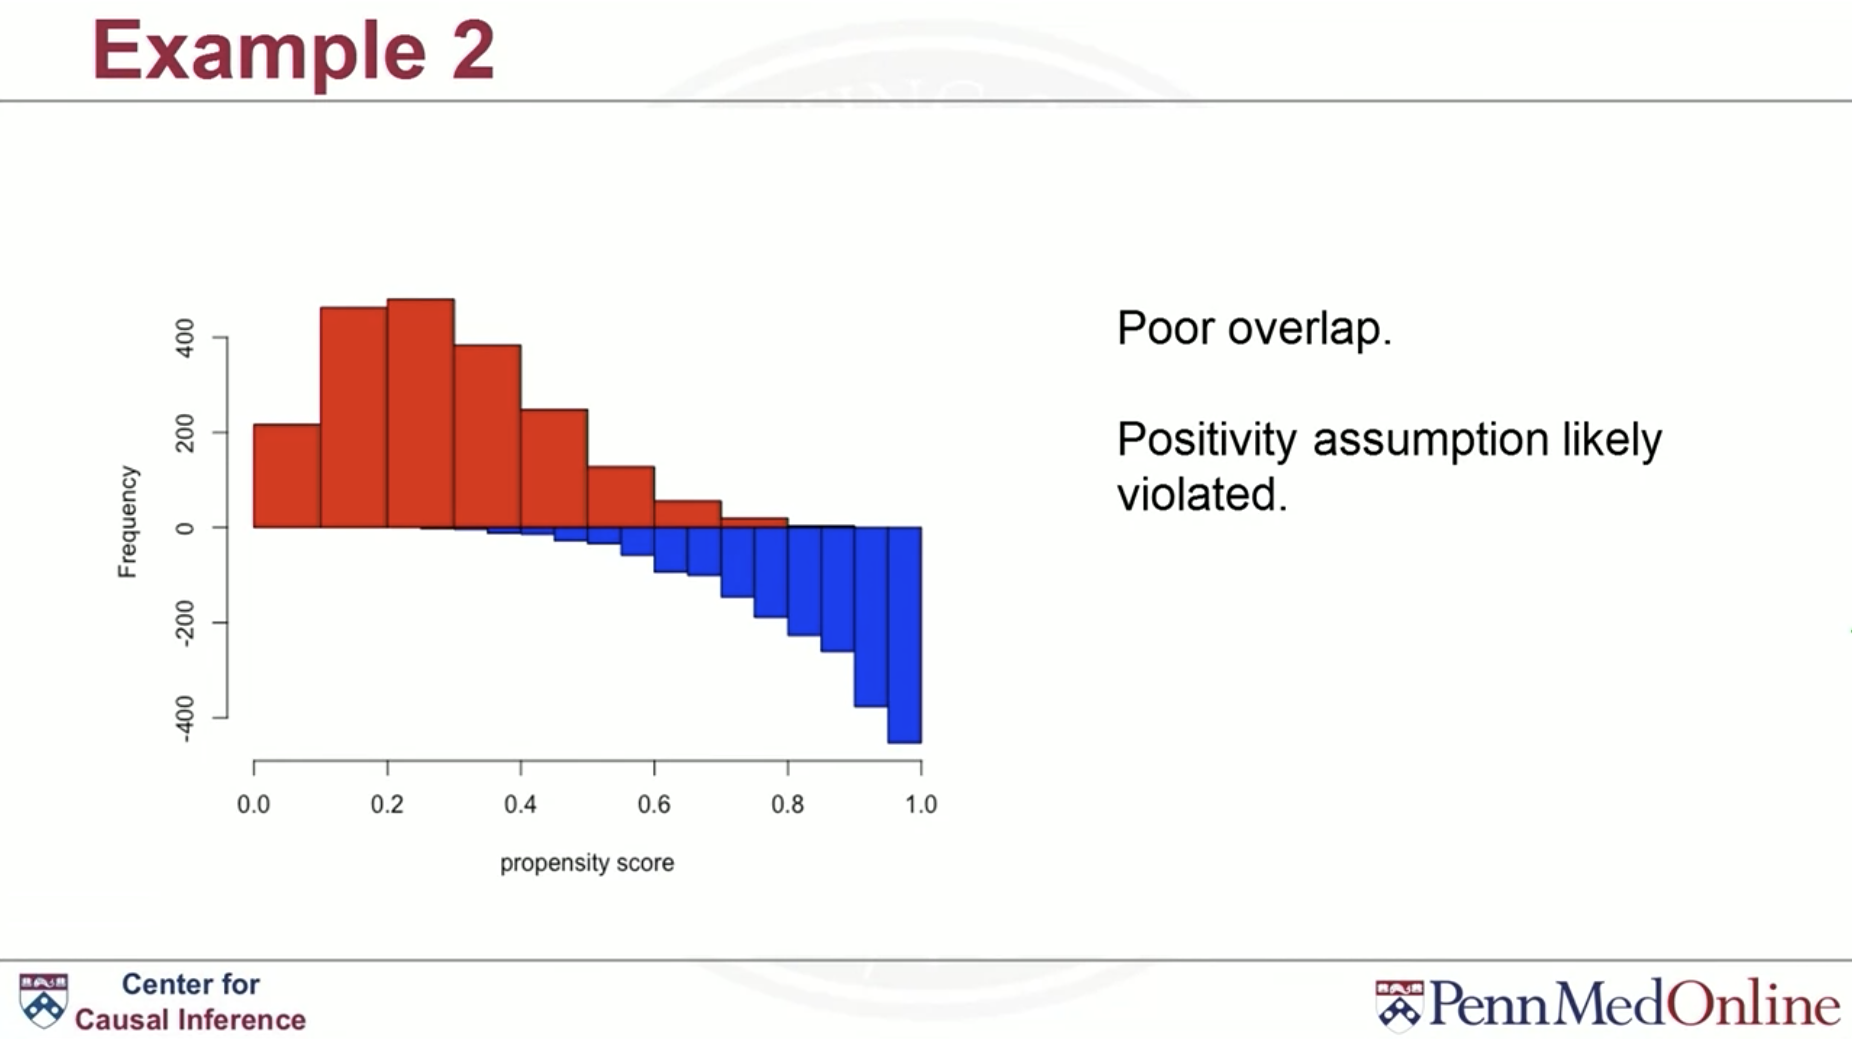 Example 2
Poor overlap.
Positivity assumption likely
violated.
Frequency
400
200
0
-200
-400
0.0 0.2 0.4 0.6 0.8 1.0
propensity score
Center for
Causal Inference
PennMedOnline